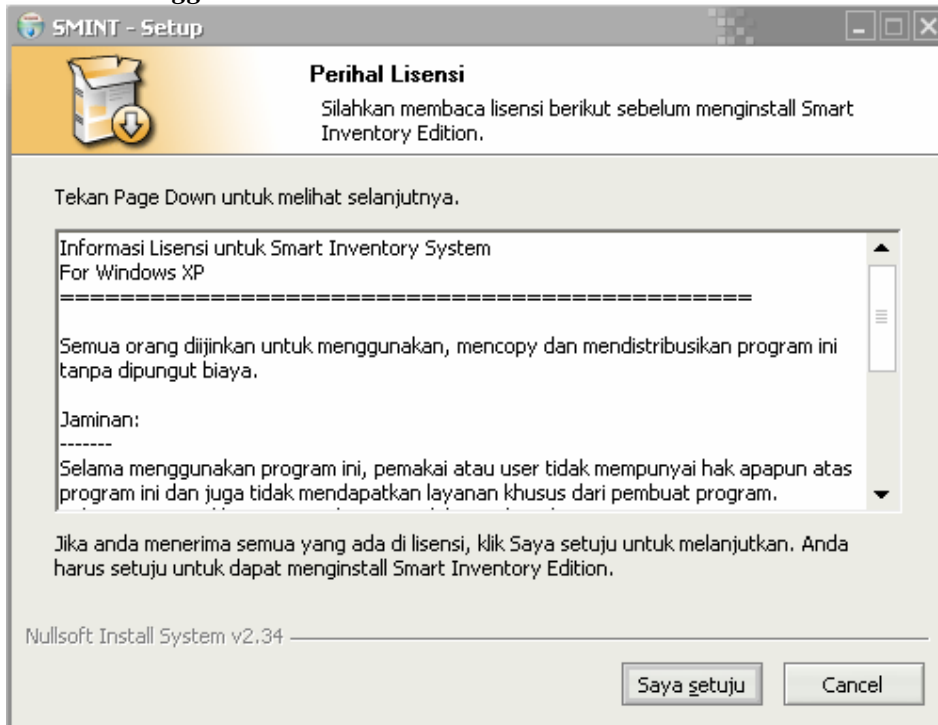 SMINT - Setup
Perihal Lisensi
Silahkan membaca lisensi berikut sebelum menginstall Smart
Inventory Edition.
Tekan Page Down untuk melihat selanjutnya.
Informasi Lisensi untuk Smart Inventory System
For Windows XP
==============================================
Semua orang diijinkan untuk menggunakan, mencopy dan mendistribusikan program ini
tanpa dipungut biaya.
Jaminan:
-------
Selama menggunakan program ini, pemakai atau user tidak mempunyai hak apapun atas
program ini dan juga tidak mendapatkan layanan khusus dari pembuat program.
Jika anda menerima semua yang ada di lisensi, klik Saya setuju untuk melanjutkan. Anda
harus setuju untuk dapat menginstall Smart Inventory Edition.
Nullsoft Install System v2.34
Saya setuju
Cancel